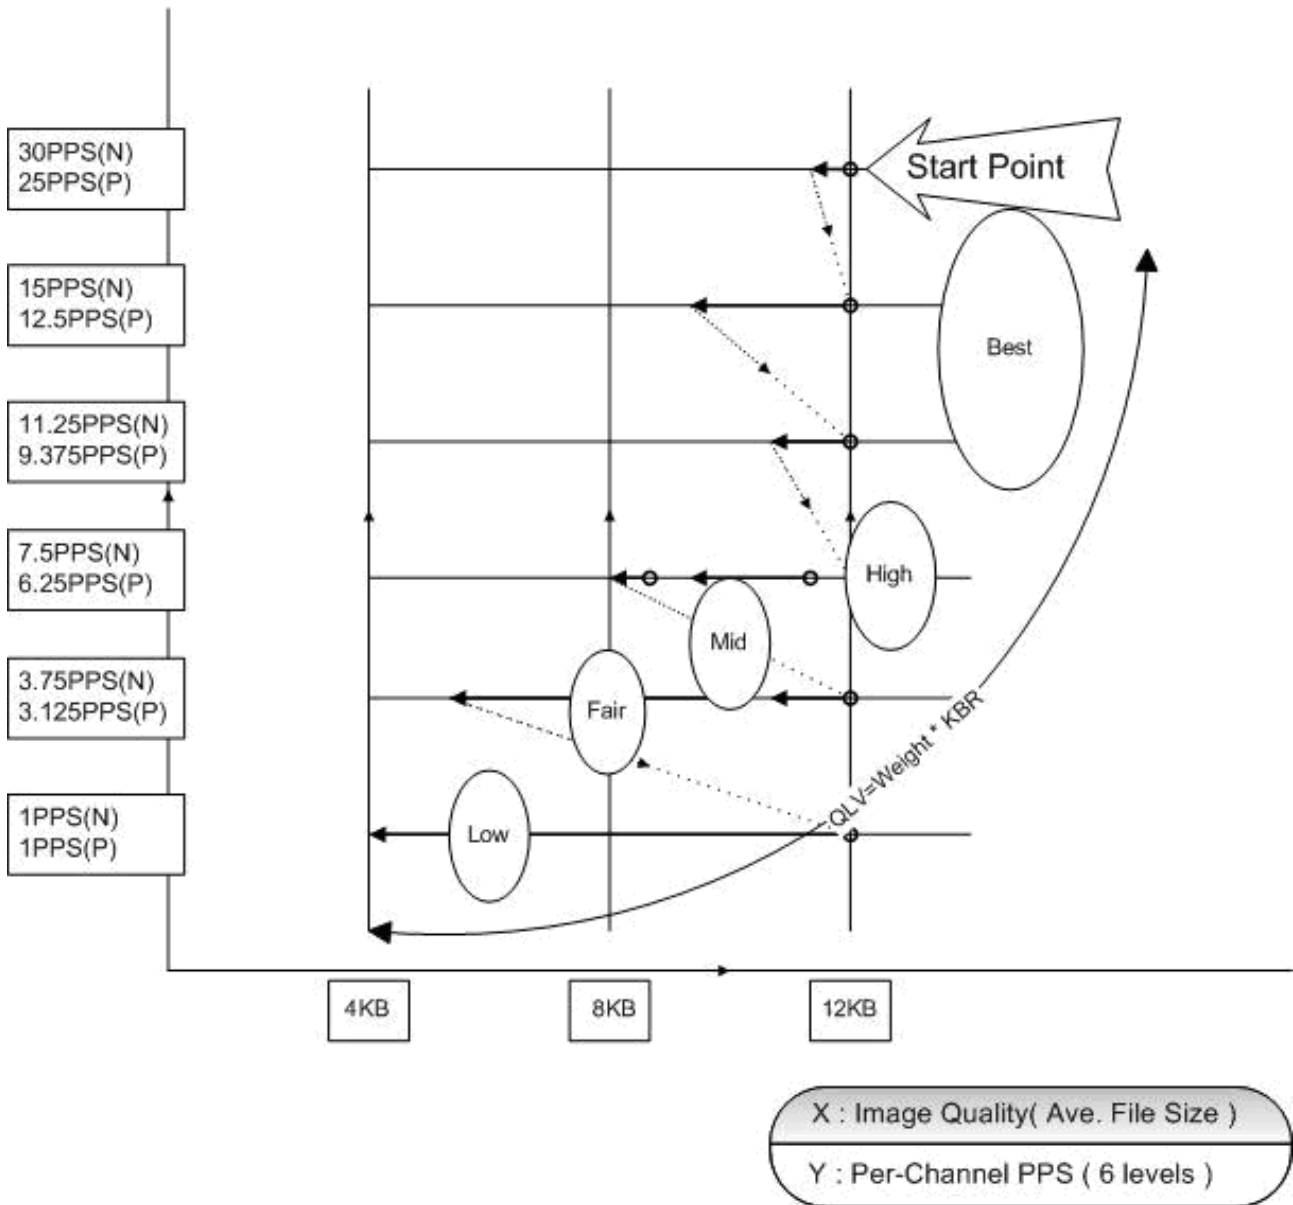 30PPS(N)
25PPS(P)
Start Point
15PPS(N)
12.5PPS(P)
Best
11.25PPS(N)
9.375PPS(P)
7.5PPS(N)
6.25PPS(P)
High
Mid
3.75PPS(N)
3.125PPS(P)
Fair
QLV=Weight * KBR
1PPS(N)
1PPS(P)
Low
4KB
8KB
12KB
X : Image Quality( Ave. File Size )
Y : Per-Channel PPS ( 6 levels )